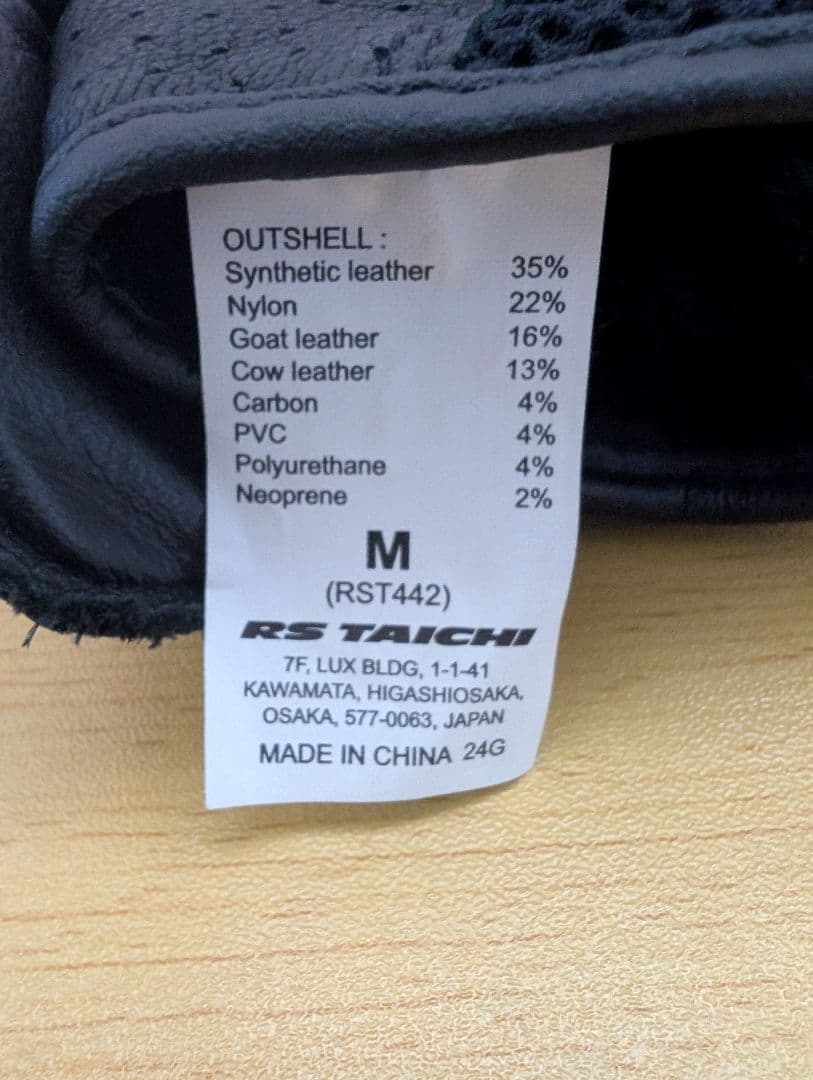 OUTSHELL :
Synthetic leather 35%
Nylon 22%
Goat leather 16%
Cow leather 13%
Carbon 4%
PVC 4%
Polyurethane 4%
Neoprene 2%
M
(RST442)
RS TAICHI
7F, LUX BLDG, 1-1-41
KAWAMATA, HIGASHIOSAKA,
OSAKA, 577-0063, JAPAN
MADE IN CHINA 24G